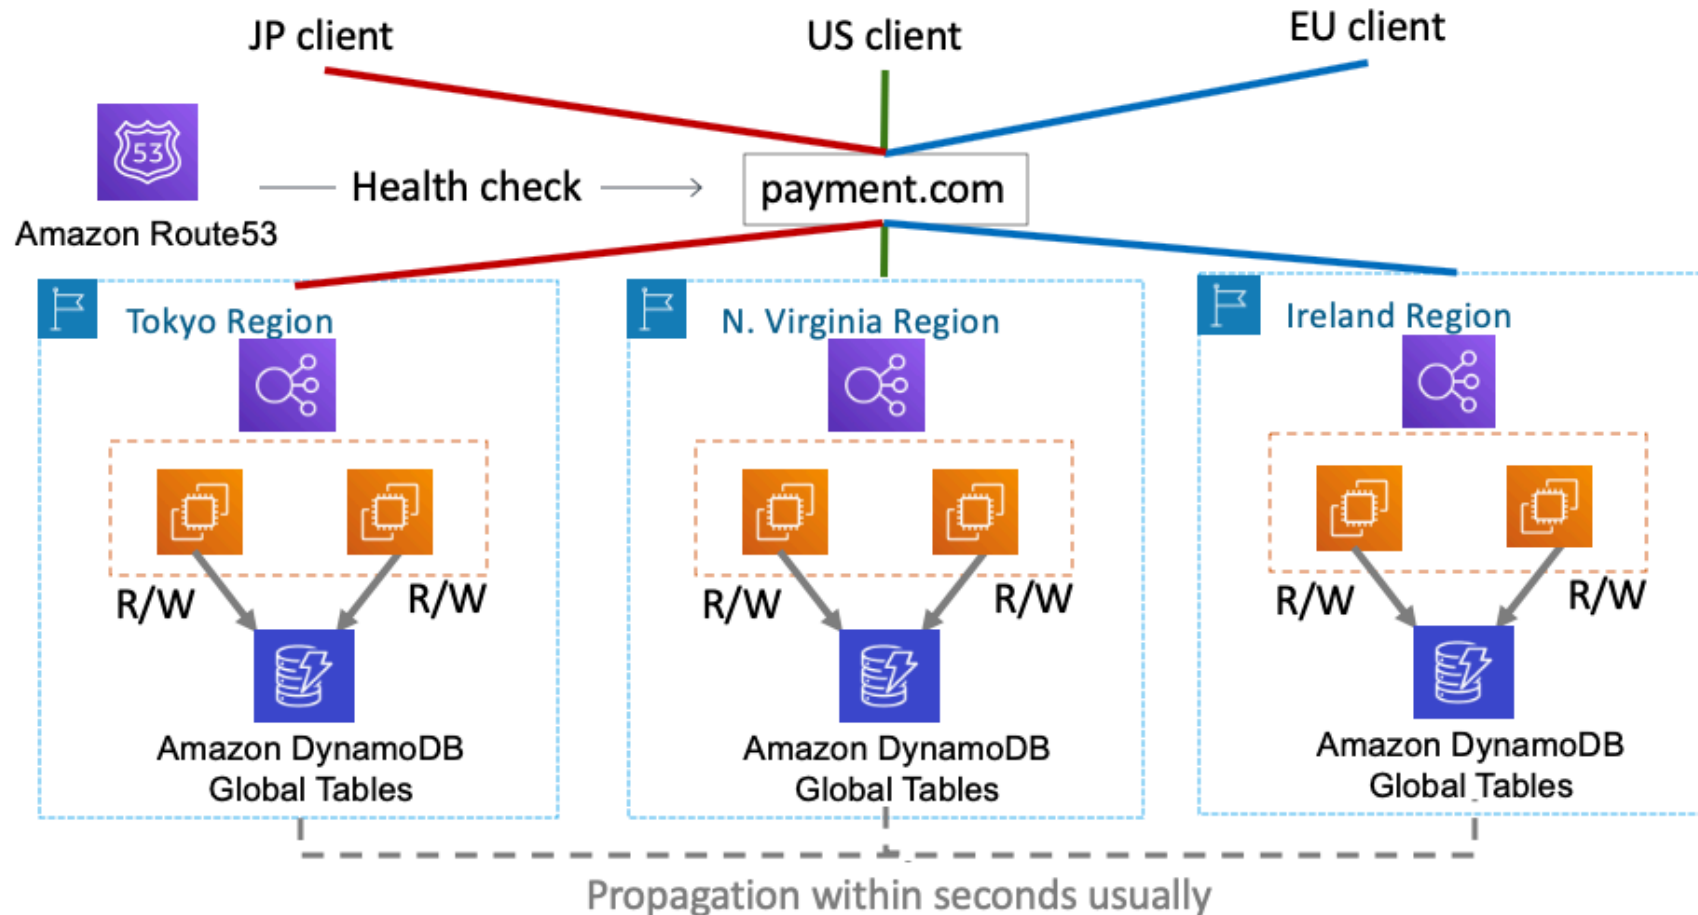 JP client
US client
EU client
53
Health check
payment.com
Amazon Route53
Tokyo Region
N. Virginia Region
Ireland Region
R/W
R/W
R/W
R/W
R/W
R/W
Amazon DynamoDB
Global Tables
Amazon DynamoDB
Global Tables
Amazon DynamoDB
Global Tables
Propagation within seconds usually